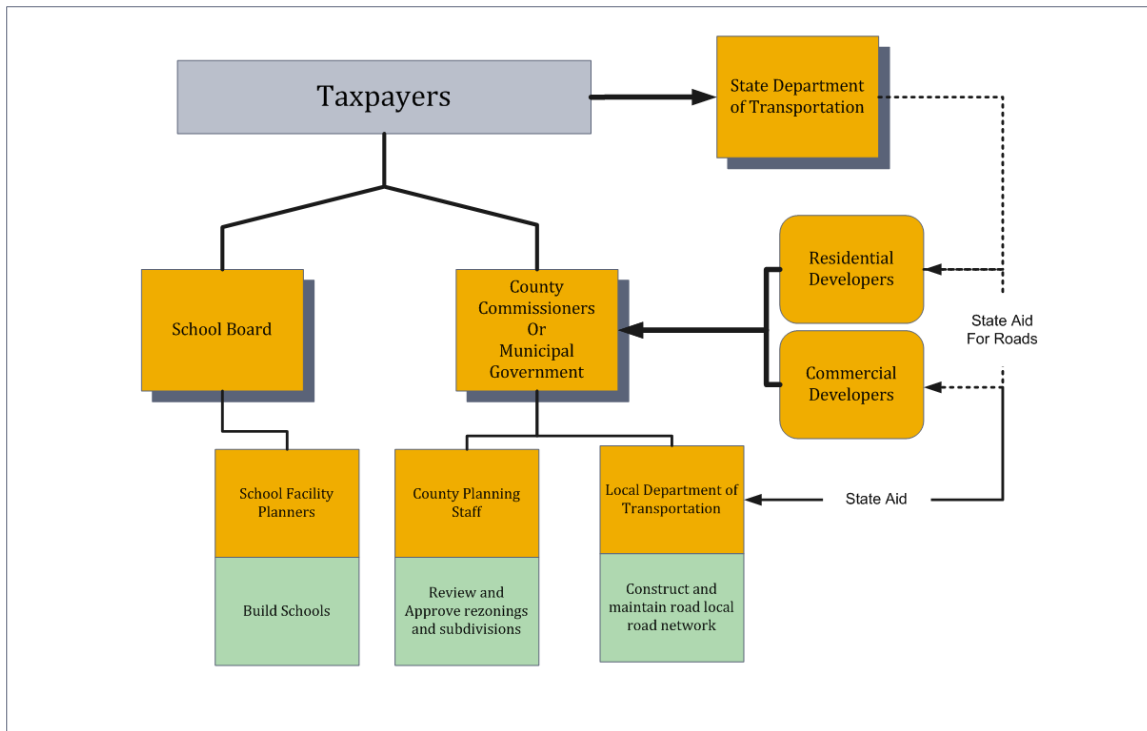 Taxpayers
State Department
of Transportation
School Board
County
Commissioners
Or
Municipal
Government
Residential
Developers
State Aid
For Roads
Commercial
Developers
School Facility
Planners
County Planning
Staff
Local Department of
Transportation
State Aid
Build Schools
Review and
Approve rezonings
and subdivisions
Construct and
maintain road local
road network